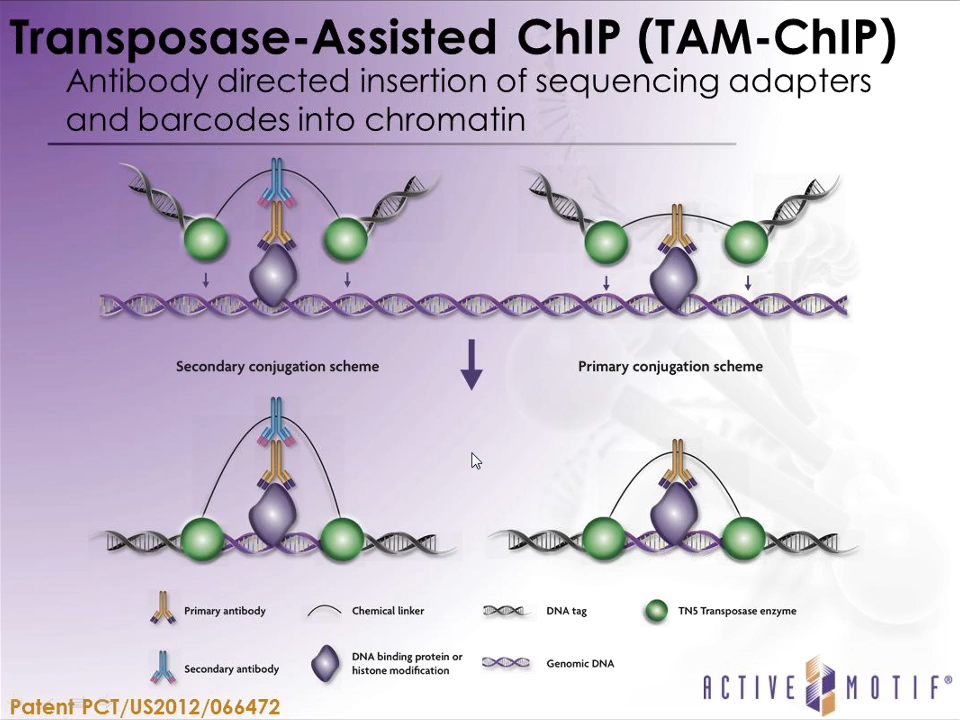 Transposase-Assisted ChIP (TAM-ChIP)
Antibody directed insertion of sequencing adapters
and barcodes into chromatin
Secondary conjugation scheme
Primary conjugation scheme
Primary antibody
Chemical linker
DNA tag
TN5 Transposase enzyme
Secondary antibody
DNA binding protein or
histone modification
Genomic DNA
Patent PCT/US2012/066472
ACTIVE MOTIF®